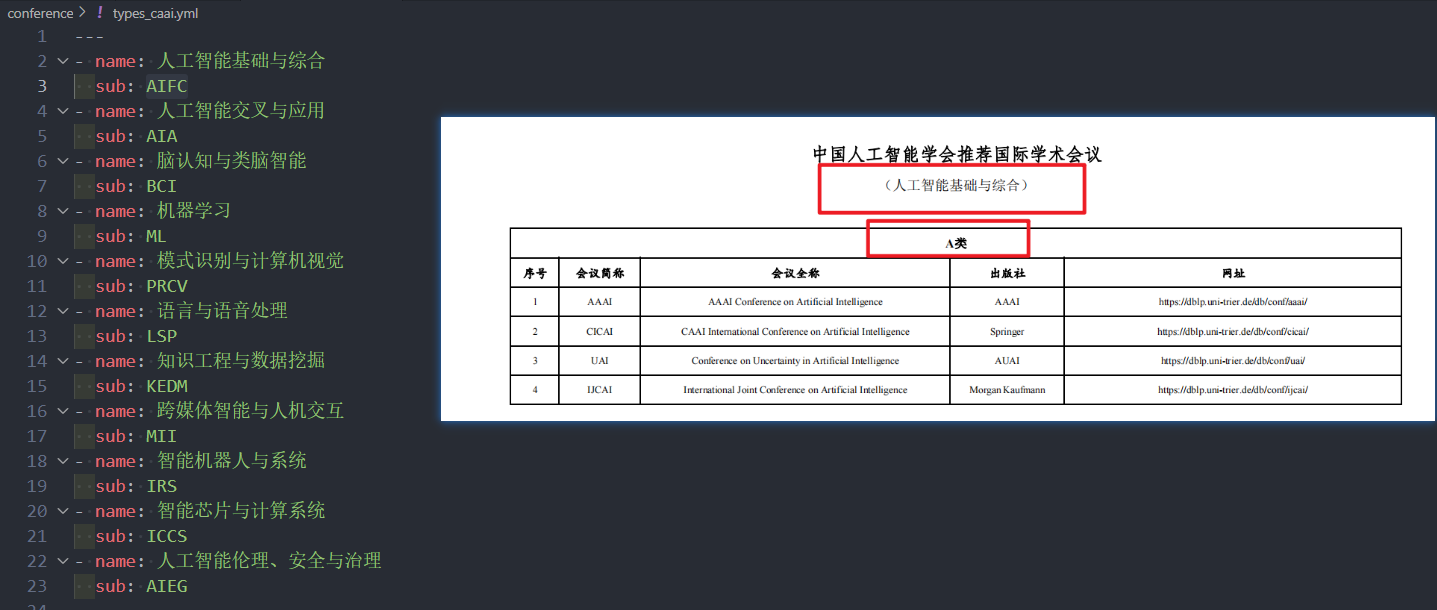 conference > ! types_caai.yml
1 ---
2 - name: 人工智能基础与综合
3 sub: AIFC
4 - name: 人工智能交叉与应用
5 sub: AIA
6 - name: 脑认知与类脑智能
7 sub: BCI
8 - name: 机器学习
9 sub: ML
10 - name: 模式识别与计算机视觉
11 sub: PRCV
12 - name: 语言与语音处理
13 sub: LSP
14 - name: 知识工程与数据挖掘
15 sub: KEDM
16 - name: 跨媒体智能与人机交互
17 sub: MII
18 - name: 智能机器人与系统
19 sub: IRS
20 - name: 智能芯片与计算系统
21 sub: ICCS
22 - name: 人工智能伦理、安全与治理
23 sub: AIEG
24
中国人工智能学会推荐国际学术会议
（人工智能基础与综合）
A类
序号 会议简称 会议全称 出版社 网址
1 AAAI AAAI Conference on Artificial Intelligence AAAI https://dblp.uni-trier.de/db/conf/aaai/
2 CICAI CAAI International Conference on Artificial Intelligence Springer https://dblp.uni-trier.de/db/conf/cicai/
3 UAI Conference on Uncertainty in Artificial Intelligence AUAI https://dblp.uni-trier.de/db/conf/uai/
4 IJCAI International Joint Conference on Artificial Intelligence Morgan Kaufmann https://dblp.uni-trier.de/db/conf/ijcai/